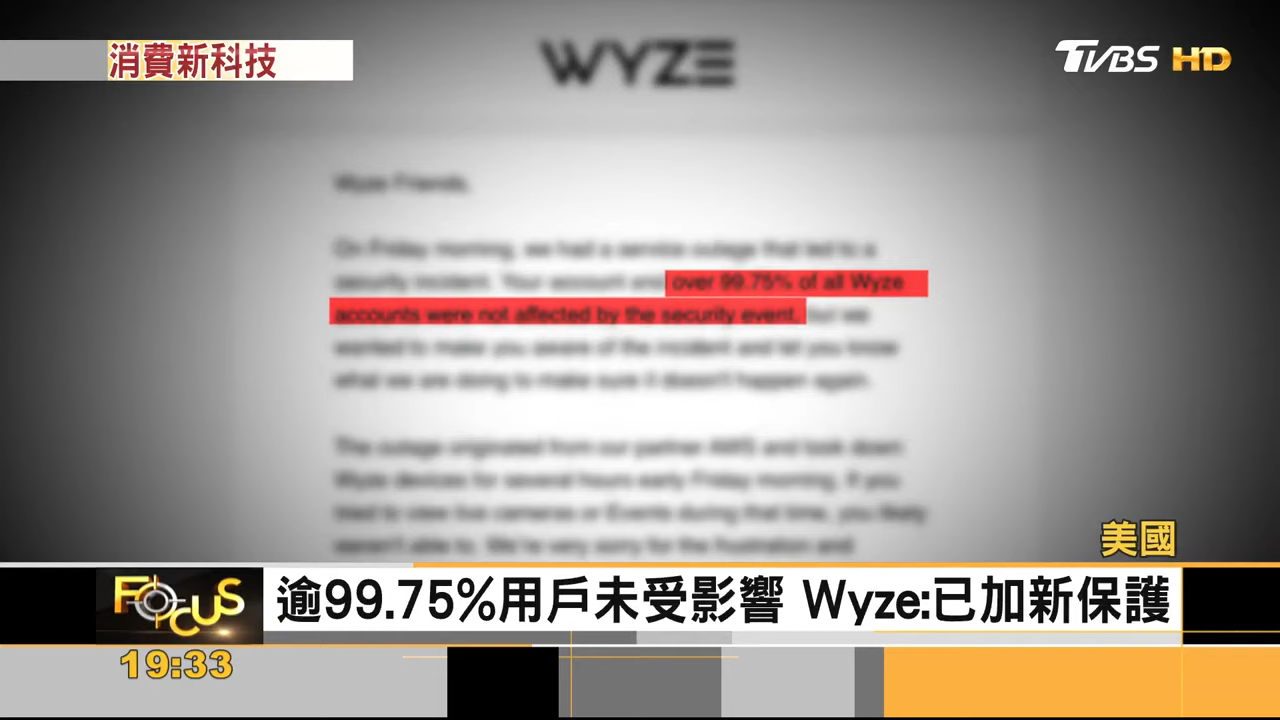 消費新科技
TVBS HD
WYZE
Wyze Friends,
On Friday morning, we had a service outage that led to a
security incident. Your account and over 99.75% of all Wyze
accounts were not affected by the security event, but we
wanted to make you aware of the incident and let you know
what we are doing to make sure it doesn't happen again.
The outage originated from our partner AWS and took down
Wyze devices for several hours early Friday morning. If you
tried to view live cameras or Events during that time, you likely
weren't able to. We're very sorry for the frustration and
美國
FOCUS
逾99.75%用戶未受影響 Wyze:已加新保護
19:33